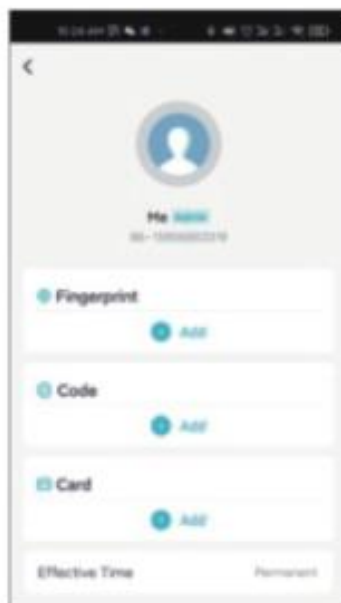 Me Admin
Fingerprint
Add
Code
Add
Card
Add
Effective Time
Permanent